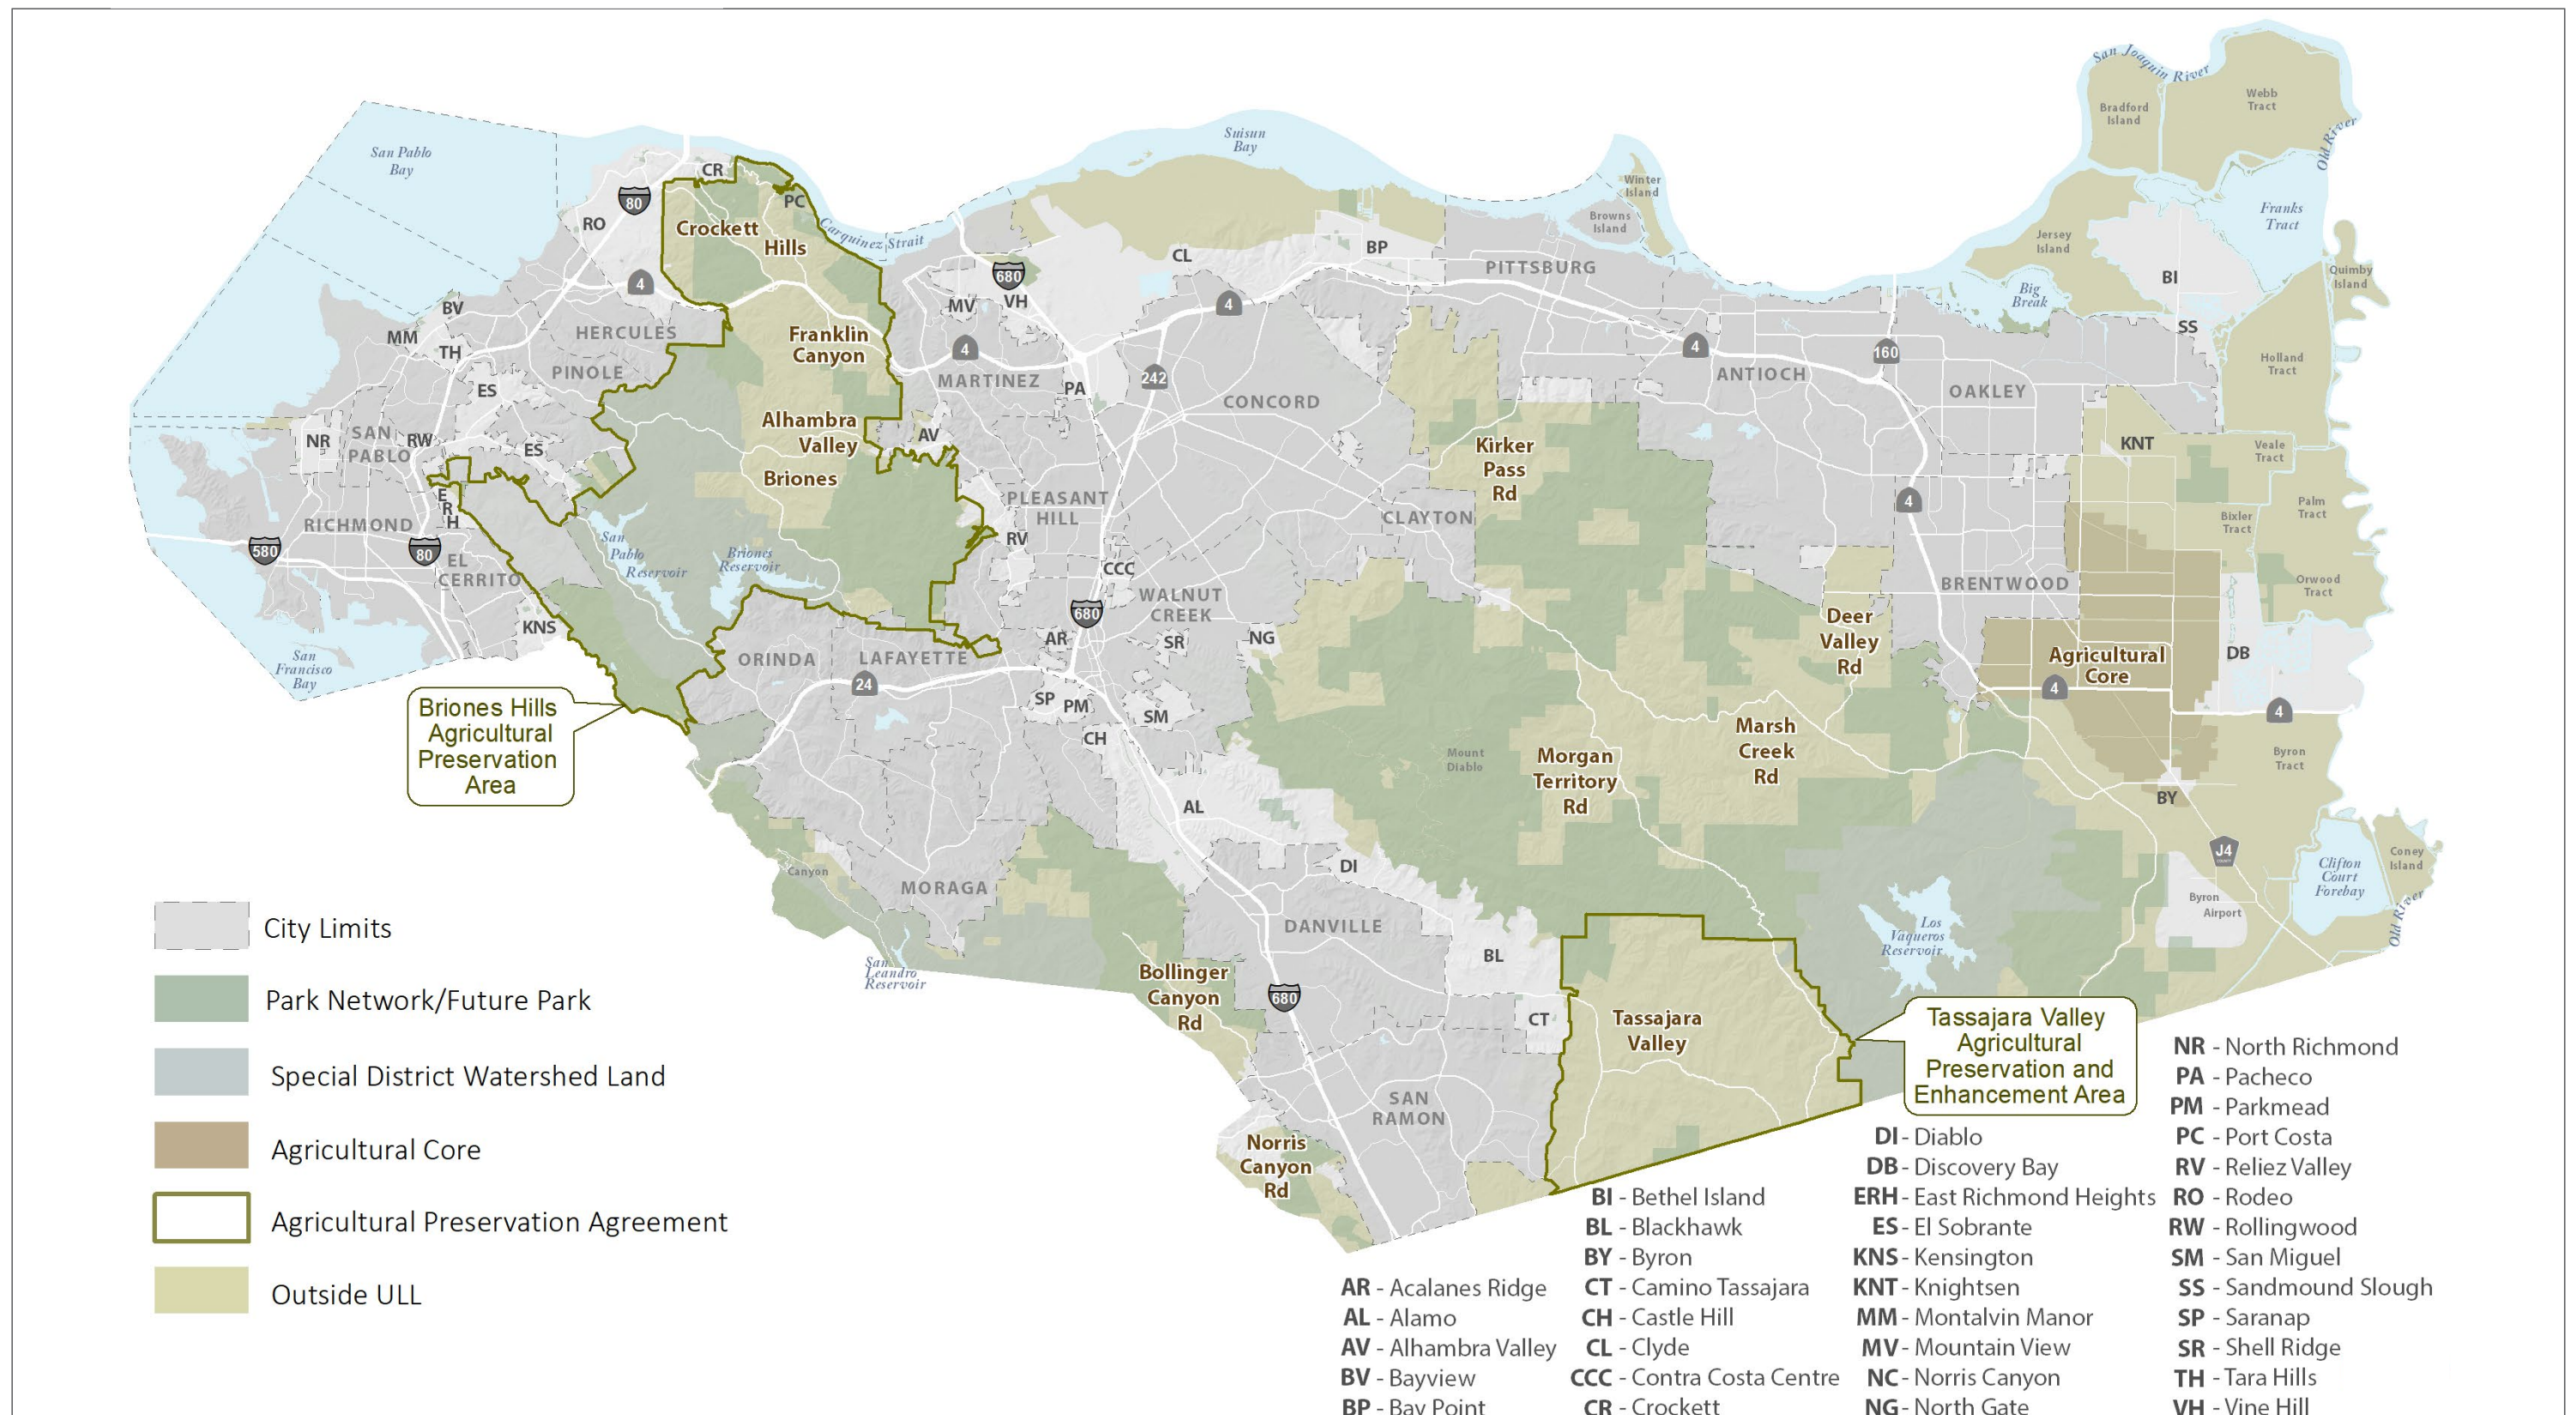 San Joaquin River
Bradford
Island
Webb
Tract
Old River
San Pablo
Bay
Suisun
Bay
CR
PC
80
RO
Crockett
Hills
Carquinez Strait
Winter
Island
Browns
Island
Franks
Tract
Jersey
Island
Quimby
Island
CL
BP
PITTSBURG
BI
680
4
MV
VH
4
Big
Break
BV
MM
TH
HERCULES
Franklin
Canyon
4
SS
PINOLE
ES
MARTINEZ
PA
242
CONCORD
4
ANTIOCH
160
OAKLEY
Holland
Tract
NR
SAN
PABLO
RW
ES
Alhambra
Valley
AV
Briones
Kirker
Pass
Rd
KNT
Veale
Tract
E
R
H
RICHMOND
580
80
EL
CERRITO
San
Pablo
Reservoir
Briones
Reservoir
PLEASANT
HILL
RV
CLAYTON
4
Palm
Tract
Bixler
Tract
CCC
WALNUT
CREEK
BRENTWOOD
Orwood
Tract
KNS
680
AR
SR
NG
Deer
Valley
Rd
San
Francisco
Bay
ORINDA
LAFAYETTE
24
Agricultural
Core
DB
4
4
SP
PM
SM
CH
Briones Hills
Agricultural
Preservation
Area
Mount
Diablo
Morgan
Territory
Rd
Marsh
Creek
Rd
Byron
Tract
AL
BY
J4
COUNTY
Clifton
Court
Forebay
Coney
Island
Old River
Canyon
MORAGA
DI
Byron
Airport
DANVILLE
BL
Los
Vaqueros
Reservoir
San
Leandro
Reservoir
Bollinger
Canyon
Rd
680
CT
Tassajara
Valley
Tassajara Valley
Agricultural
Preservation and
Enhancement Area
SAN
RAMON
Norris
Canyon
Rd
City Limits
Park Network/Future Park
Special District Watershed Land
Agricultural Core
Agricultural Preservation Agreement
Outside ULL
AR - Acalanes Ridge
AL - Alamo
AV - Alhambra Valley
BV - Bayview
BP - Bay Point
BI - Bethel Island
BL - Blackhawk
BY - Byron
CT - Camino Tassajara
CH - Castle Hill
CL - Clyde
CCC - Contra Costa Centre
CR - Crockett
DI - Diablo
DB - Discovery Bay
ERH - East Richmond Heights
ES - El Sobrante
KNS - Kensington
KNT - Knightsen
MM - Montalvin Manor
MV - Mountain View
NC - Norris Canyon
NG - North Gate
NR - North Richmond
PA - Pacheco
PM - Parkmead
PC - Port Costa
RV - Reliez Valley
RO - Rodeo
RW - Rollingwood
SM - San Miguel
SS - Sandmound Slough
SP - Saranap
SR - Shell Ridge
TH - Tara Hills
VH - Vine Hill